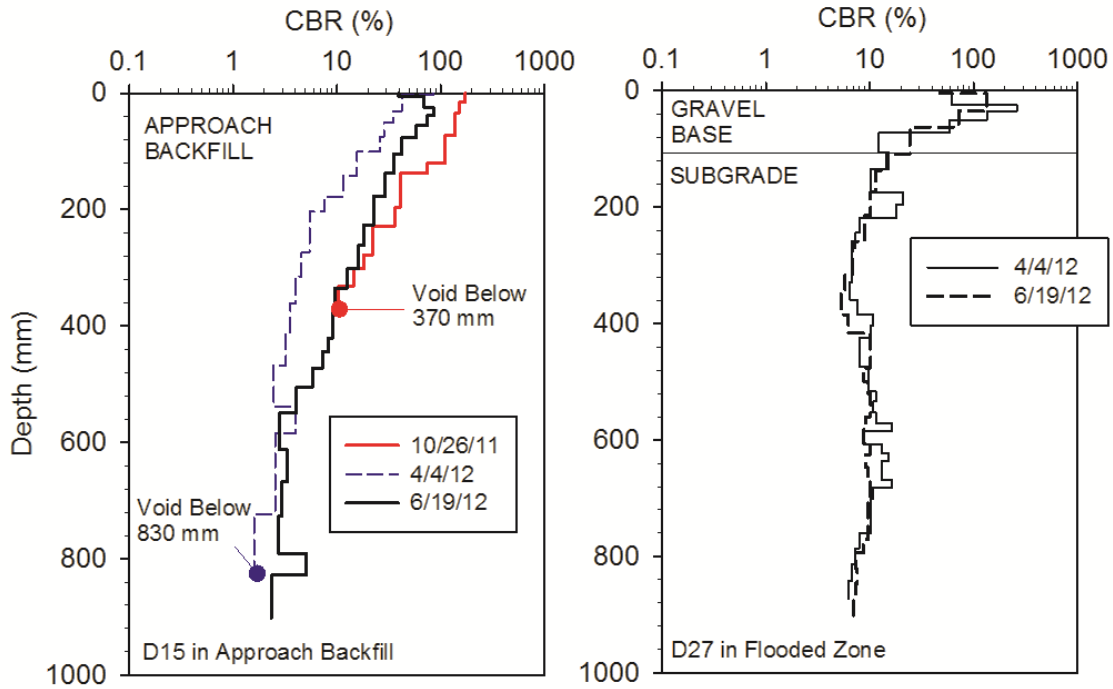 CBR (%)
0.1 1 10 100 1000
0
200
400
600
800
1000
Depth (mm)
APPROACH
BACKFILL
Void Below
370 mm
10/26/11
4/4/12
6/19/12
Void Below
830 mm
D15 in Approach Backfill
CBR (%)
0.1 1 10 100 1000
0
200
400
600
800
1000
GRAVEL
BASE
SUBGRADE
4/4/12
6/19/12
D27 in Flooded Zone